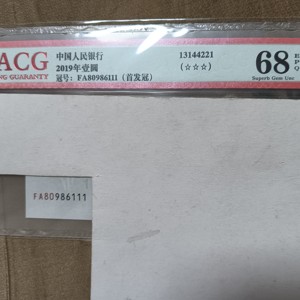 ACG
NG GUARANTY
中国人民银行
2019年壹圆
冠号：FA80986111（首发冠）
13144221
(☆☆☆)
68
Superb Gem Unc
FA80986111